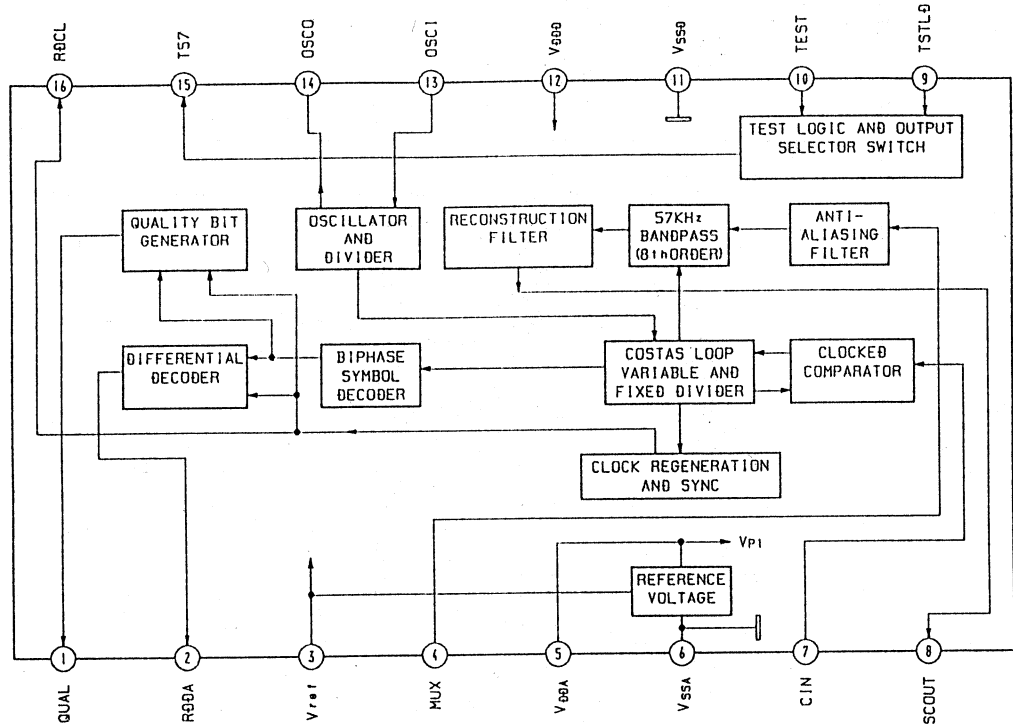 RDCL
T57
OSCO
OSCI
VDDD
VSSD
TEST
TSTLD
16
15
14
13
12
11
10
9
TEST LOGIC AND OUTPUT
SELECTOR SWITCH
QUALITY BIT
GENERATOR
OSCILLATOR
AND
DIVIDER
RECONSTRUCTION
FILTER
57KHz
BANDPASS
(8thORDER)
ANTI-
ALIASING
FILTER
DIFFERENTIAL
DECODER
BIPHASE
SYMBOL
DECODER
COSTAS LOOP
VARIABLE AND
FIXED DIVIDER
CLOCKED
COMPARATOR
CLOCK REGENERATION
AND SYNC
VP1
REFERENCE
VOLTAGE
1
2
3
4
5
6
7
8
QUAL
RDDA
Vref
MUX
VDDA
VSSA
CIN
SCOUT